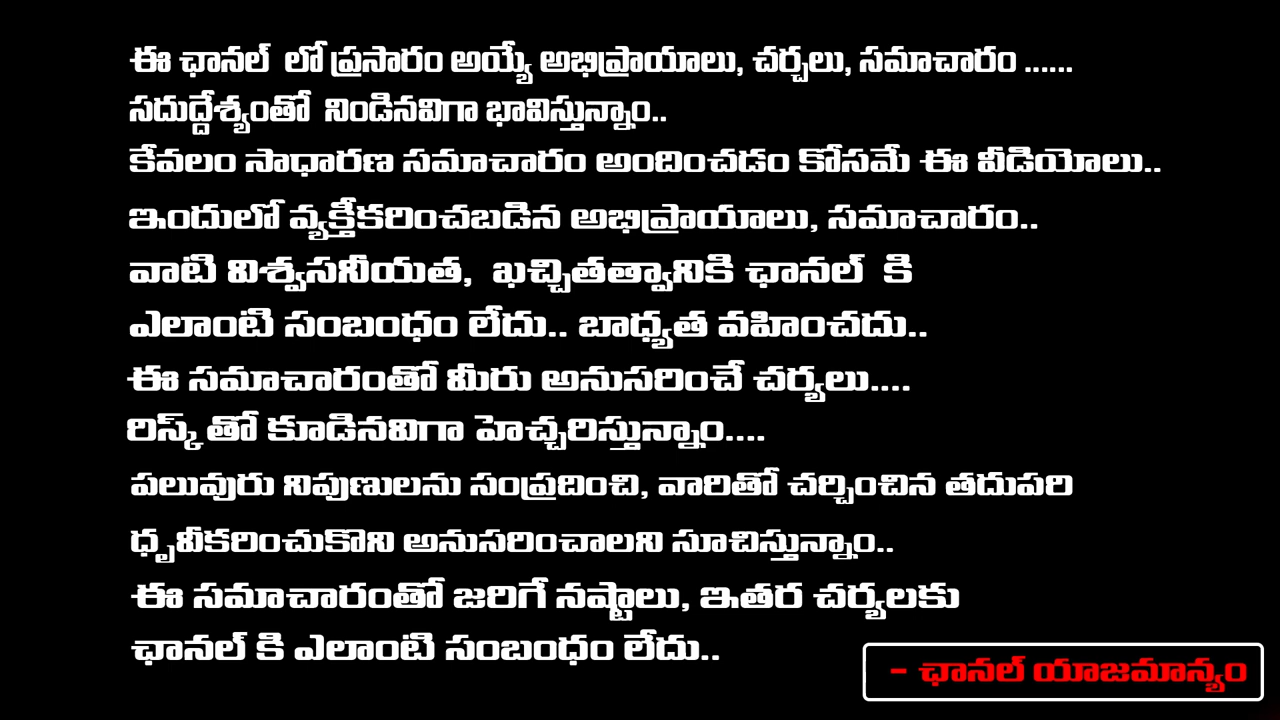 ఈ ఛానల్ లో ప్రసారం అయ్యే అభిప్రాయాలు, చర్చలు, సమాచారం ......
సదుద్దేశ్యంతో నిండినవిగా భావిస్తున్నాం..
కేవలం సాధారణ సమాచారం అందించడం కోసమే ఈ వీడియోలు..
ఇందులో వ్యక్తీకరించబడిన అభిప్రాయాలు, సమాచారం..
వాటి విశ్వసనీయత, ఖచ్చితత్వానికి ఛానల్ కి
ఎలాంటి సంబంధం లేదు.. బాధ్యత వహించదు..
ఈ సమాచారంతో మీరు అనుసరించే చర్యలు....
రిస్క్ తో కూడినవిగా హెచ్చరిస్తున్నాం....
పలువురు నిపుణులను సంప్రదించి, వారితో చర్చించిన తదుపరి
ధృవీకరించుకొని అనుసరించాలని సూచిస్తున్నాం..
ఈ సమాచారంతో జరిగే నష్టాలు, ఇతర చర్యలకు
ఛానల్ కి ఎలాంటి సంబంధం లేదు..
- ఛానల్ యాజమాన్యం